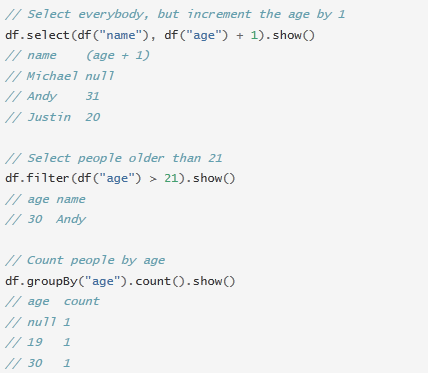 // Select everybody, but increment the age by 1
df.select(df("name"), df("age") + 1).show()
// name    (age + 1)
// Michael null
// Andy    31
// Justin  20

// Select people older than 21
df.filter(df("age") > 21).show()
// age name
// 30  Andy

// Count people by age
df.groupBy("age").count().show()
// age  count
// null 1
// 19   1
// 30   1